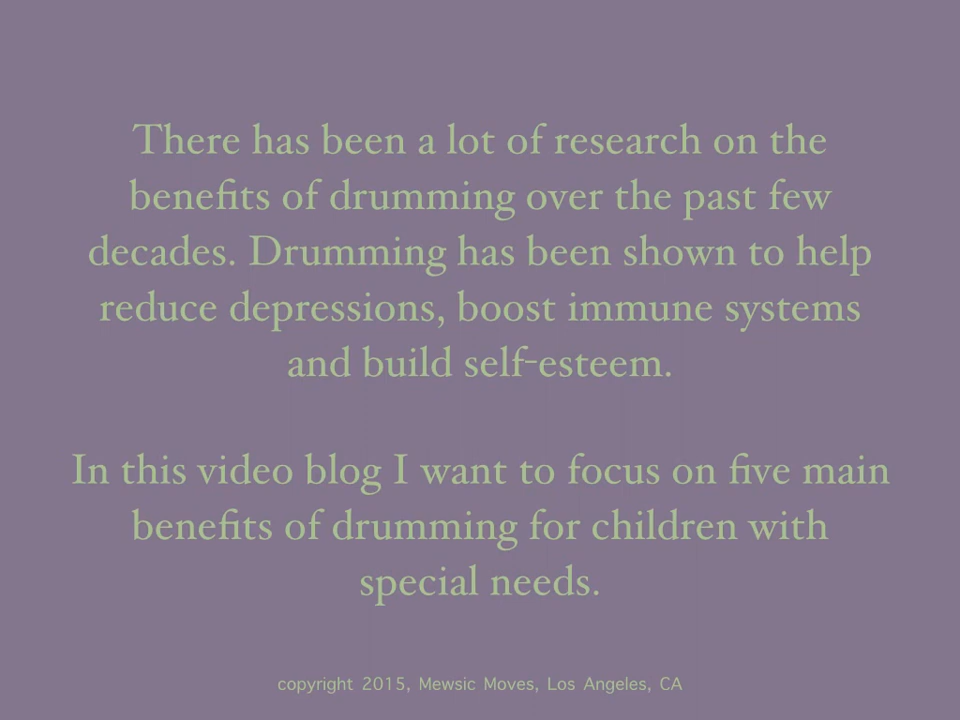 There has been a lot of research on the
benefits of drumming over the past few
decades. Drumming has been shown to help
reduce depressions, boost immune systems
and build self-esteem.
In this video blog I want to focus on five main
benefits of drumming for children with
special needs.
copyright 2015, Mewsic Moves, Los Angeles, CA